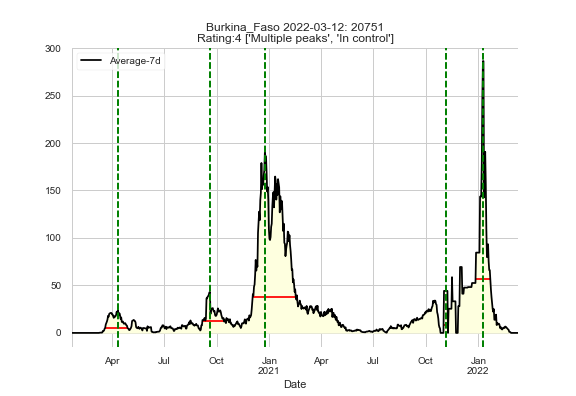 Burkina_Faso 2022-03-12: 20751
Rating:4 ['Multiple peaks', 'In control']
300
250
200
150
100
50
0
Average-7d
Apr
Jul
Oct
Jan
2021
Apr
Jul
Oct
Jan
2022
Date